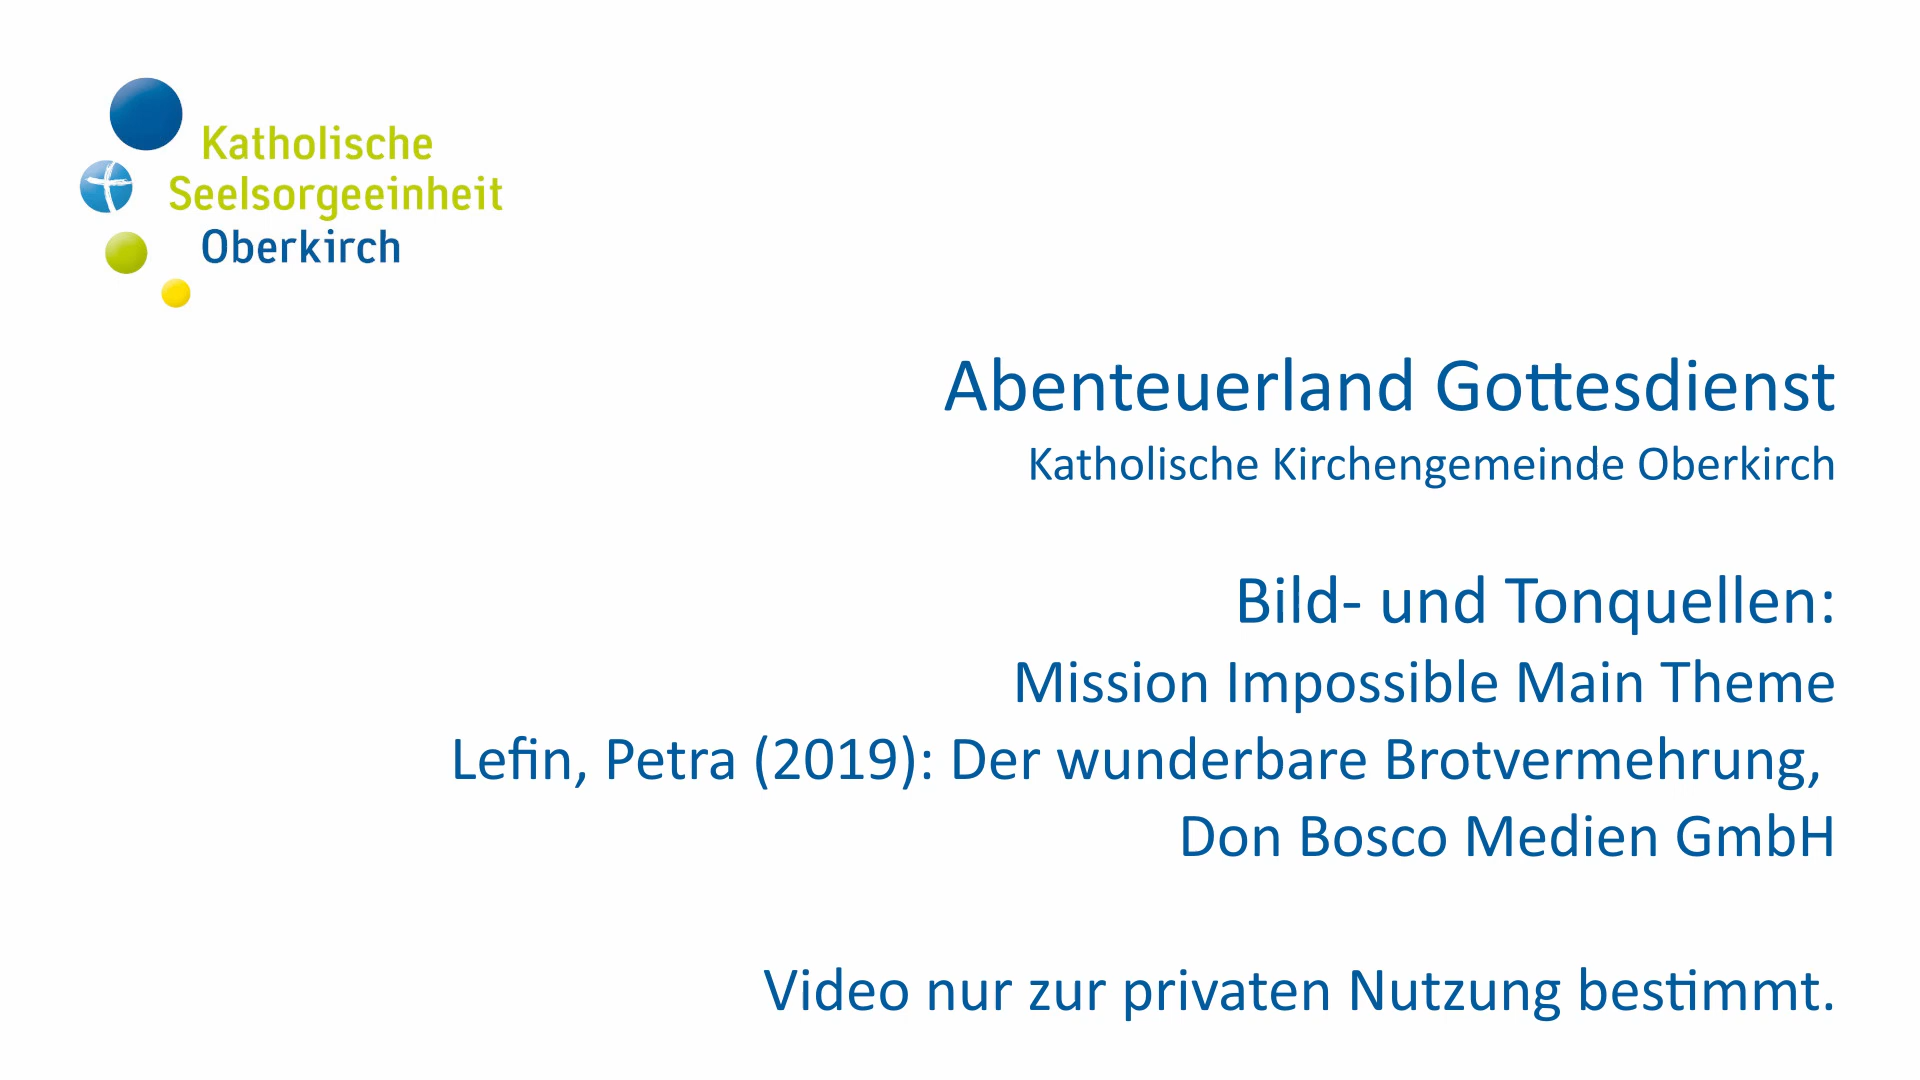 Katholische
Seelsorgeeinheit
Oberkirch
Abenteuerland Gottesdienst
Katholische Kirchengemeinde Oberkirch
Bild- und Tonquellen:
Mission Impossible Main Theme
Lefin, Petra (2019): Der wunderbare Brotvermehrung,
Don Bosco Medien GmbH
Video nur zur privaten Nutzung bestimmt.